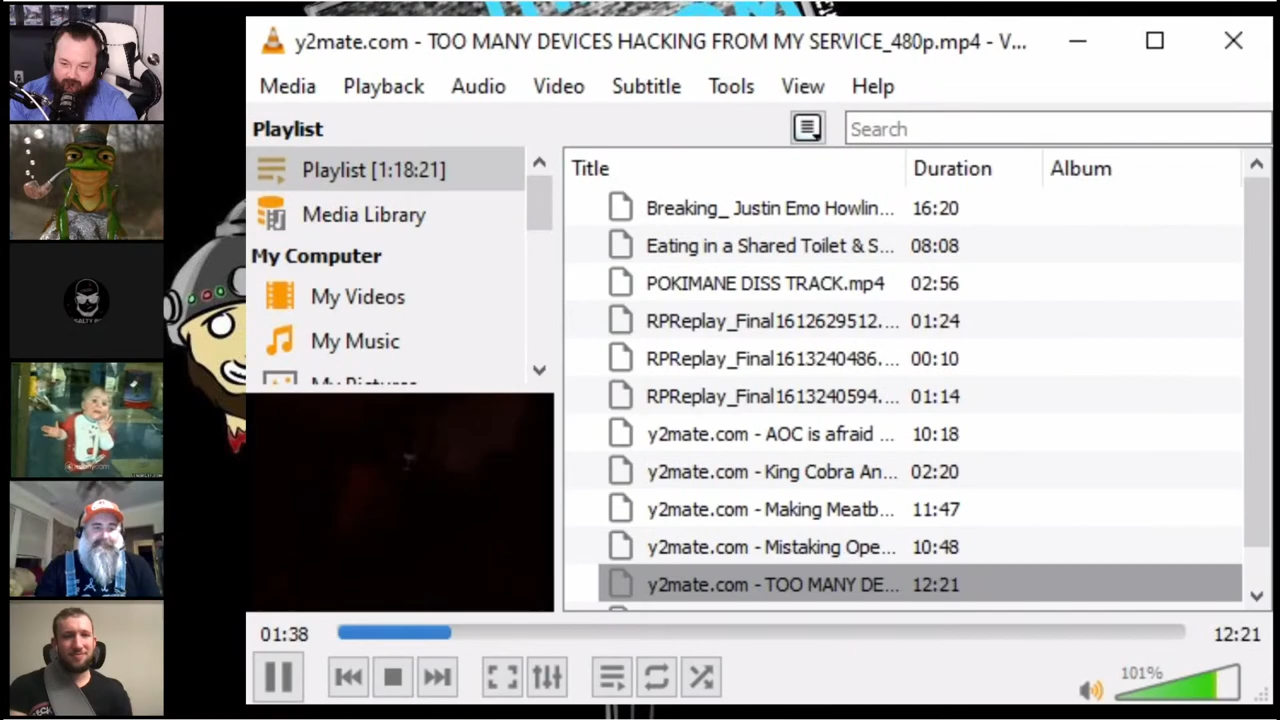 y2mate.com - TOO MANY DEVICES HACKING FROM MY SERVICE_480p.mp4 - V...
Media Playback Audio Video Subtitle Tools View Help
Playlist
Search
Playlist [1:18:21]
Media Library
My Computer
My Videos
My Music
My Pictures
Title Duration Album
Breaking_ Justin Emo Howlin... 16:20
Eating in a Shared Toilet & S... 08:08
POKIMANE DISS TRACK.mp4 02:56
RPReplay_Final1612629512.... 01:24
RPReplay_Final1613240486.... 00:10
RPReplay_Final1613240594.... 01:14
y2mate.com - AOC is afraid ... 10:18
y2mate.com - King Cobra An... 02:20
y2mate.com - Making Meatb... 11:47
y2mate.com - Mistaking Ope... 10:48
y2mate.com - TOO MANY DE... 12:21
01:38
12:21
101%